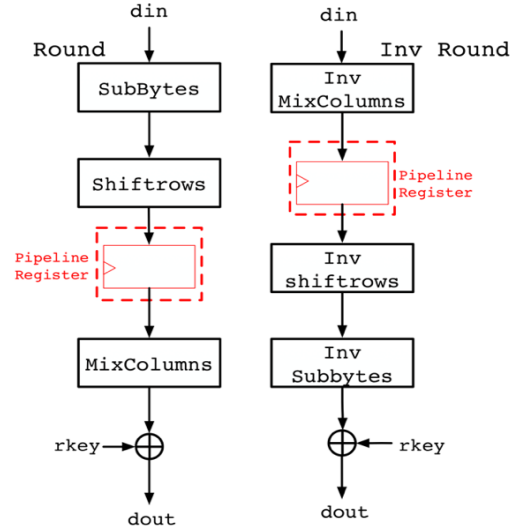 din
Round
SubBytes
Shiftrows
Pipeline
Register
MixColumns
rkey
dout
din
Inv Round
Inv
MixColumns
Pipeline
Register
Inv
shiftrows
Inv
Subbytes
rkey
dout